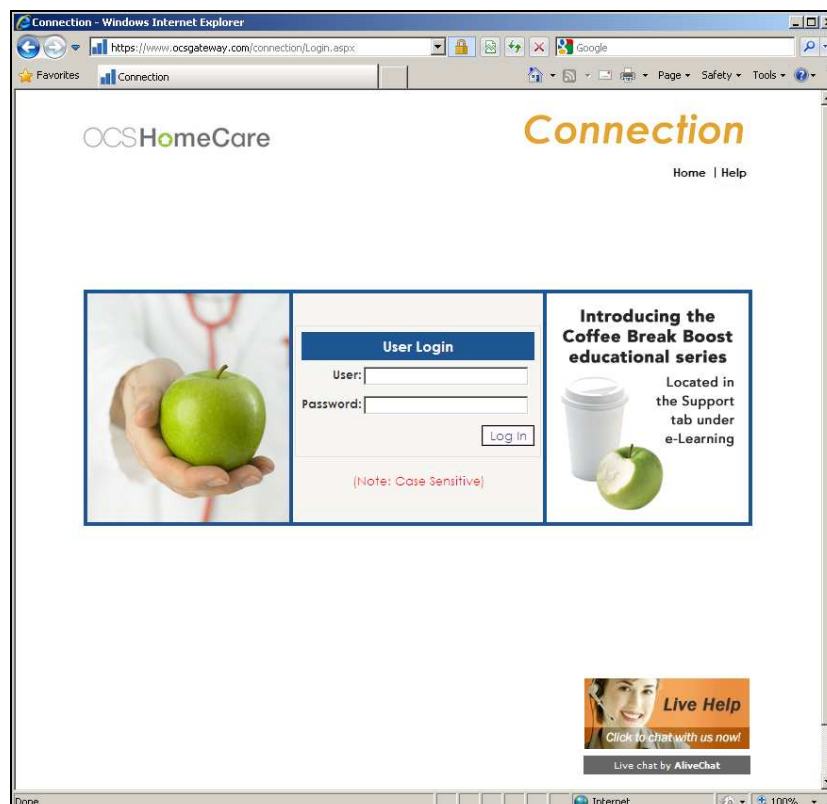 Connection - Windows Internet Explorer
https://www.ocsgateway.com/connection/Login.aspx
Google
Favorites
Connection
Page
Safety
Tools
OCSHomeCare
Connection
Home | Help
User Login
User:
Password:
Log In
(Note: Case Sensitive)
Introducing the
Coffee Break Boost
educational series
Located in
the Support
tab under
e-Learning
Live Help
Click to chat with us now!
Live chat by AliveChat
Done
Internet
100%